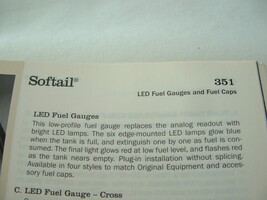 Softail®
351
LED Fuel Gauges and Fuel Caps
LED Fuel Gauges
This low-profile fuel gauge replaces the analog readout with
bright LED lamps. The six edge-mounted LED lamps glow blue
when the tank is full, and extinguish one by one as fuel is con-
sumed. The final light glows red at low fuel level, and flashes red
as the tank nears empty. Plug-in installation without splicing.
Available in four styles to match Original Equipment and acces-
sory fuel caps.
C. LED Fuel Gauge – Cross